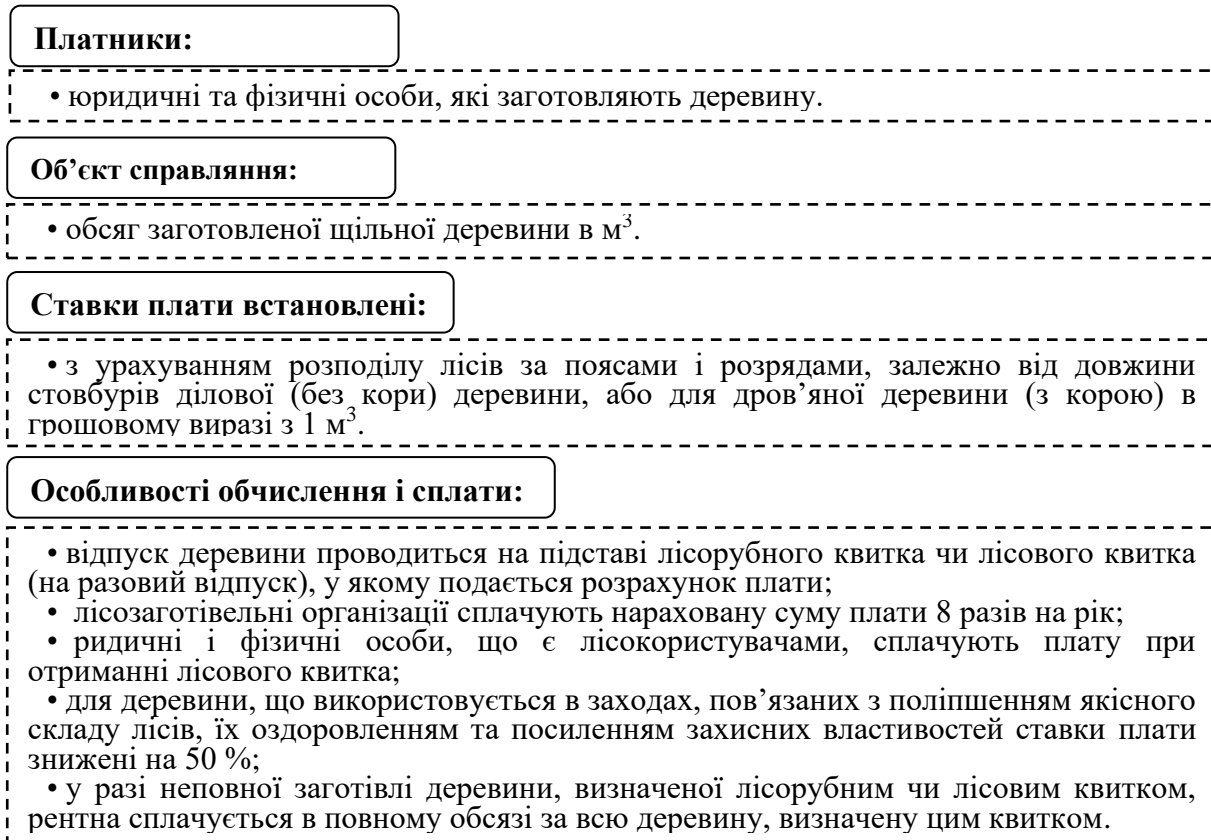 Платники:
• юридичні та фізичні особи, які заготовляють деревину.
Об’єкт справляння:
• обсяг заготовленої щільної деревини в м³.
Ставки плати встановлені:
• з урахуванням розподілу лісів за поясами і розрядами, залежно від довжини
стовбурів ділової (без кори) деревини, або для дров’яної деревини (з корою) в
грошовому виразі з 1 м³.
Особливості обчислення і сплати:
• відпуск деревини проводиться на підставі лісорубного квитка чи лісового квитка
(на разовий відпуск), у якому подається розрахунок плати;
• лісозаготівельні організації сплачують нараховану суму плати 8 разів на рік;
• ридичні і фізичні особи, що є лісокористувачами, сплачують плату при
отриманні лісового квитка;
• для деревини, що використовується в заходах, пов’язаних з поліпшенням якісного
складу лісів, їх оздоровленням та посиленням захисних властивостей ставки плати
знижені на 50 %;
• у разі неповної заготівлі деревини, визначеної лісорубним чи лісовим квитком,
рентна сплачується в повному обсязі за всю деревину, визначену цим квитком.